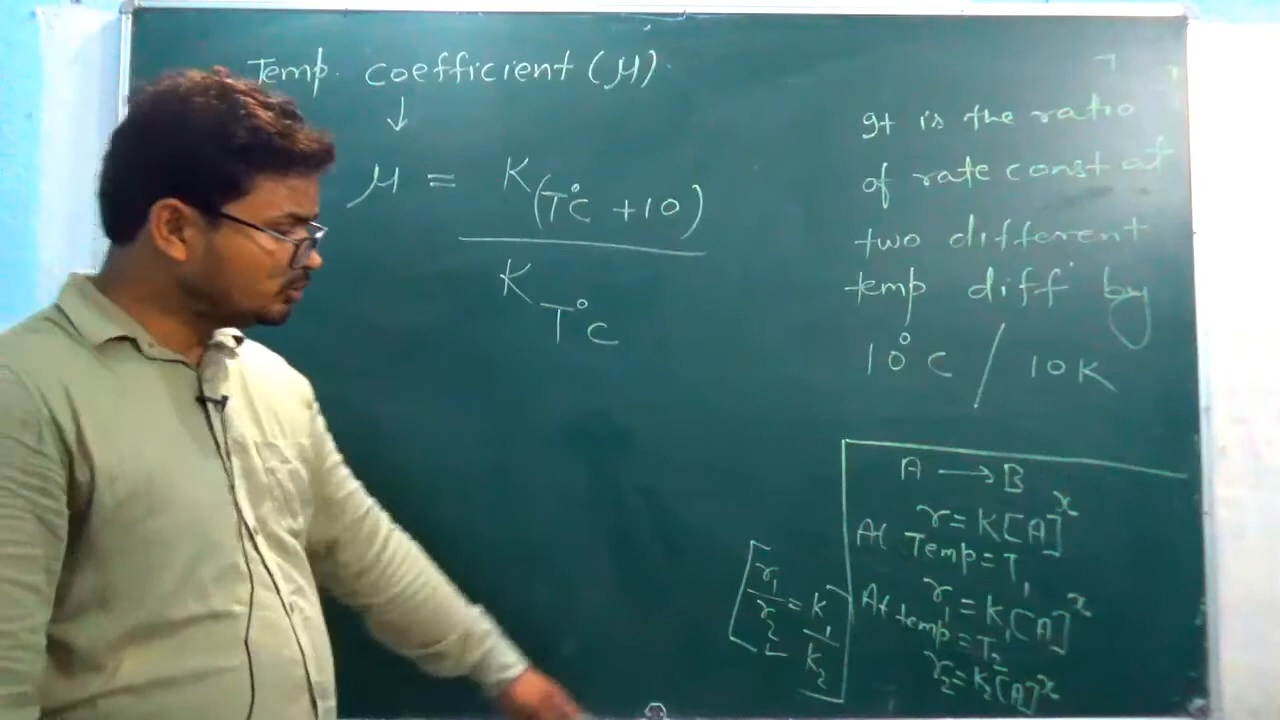 Temp. coefficient (μ)
↓
μ = K(T°C + 10)
K T°C
It is the ratio
of rate const at
two different
temp diff by
10°C / 10K
A → B
r = K[A]^x
At Temp = T₁
r₁ = K₁[A]^x
At temp = T₂
r₂ = K₂[A]^x
[r₁/r₂ = K₁/K₂]